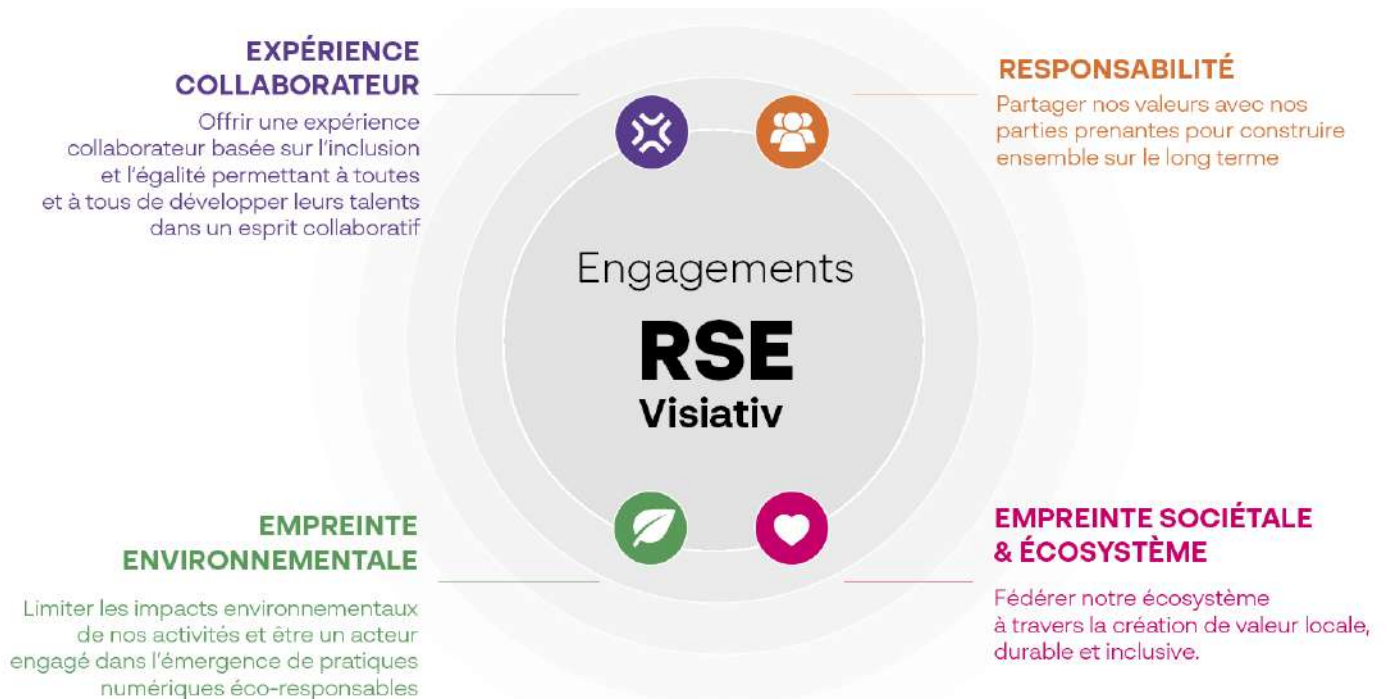 EXPÉRIENCE
COLLABORATEUR
Offrir une expérience
collaborateur basée sur l'inclusion
et l'égalité permettant à toutes
et à tous de développer leurs talents
dans un esprit collaboratif
RESPONSABILITÉ
Partager nos valeurs avec nos
parties prenantes pour construire
ensemble sur le long terme
Engagements
RSE
Visiativ
EMPREINTE
ENVIRONNEMENTALE
Limiter les impacts environnementaux
de nos activités et être un acteur
engagé dans l'émergence de pratiques
numériques éco-responsables
EMPREINTE SOCIÉTALE
& ÉCOSYSTÈME
Fédérer notre écosystème
à travers la création de valeur locale,
durable et inclusive.